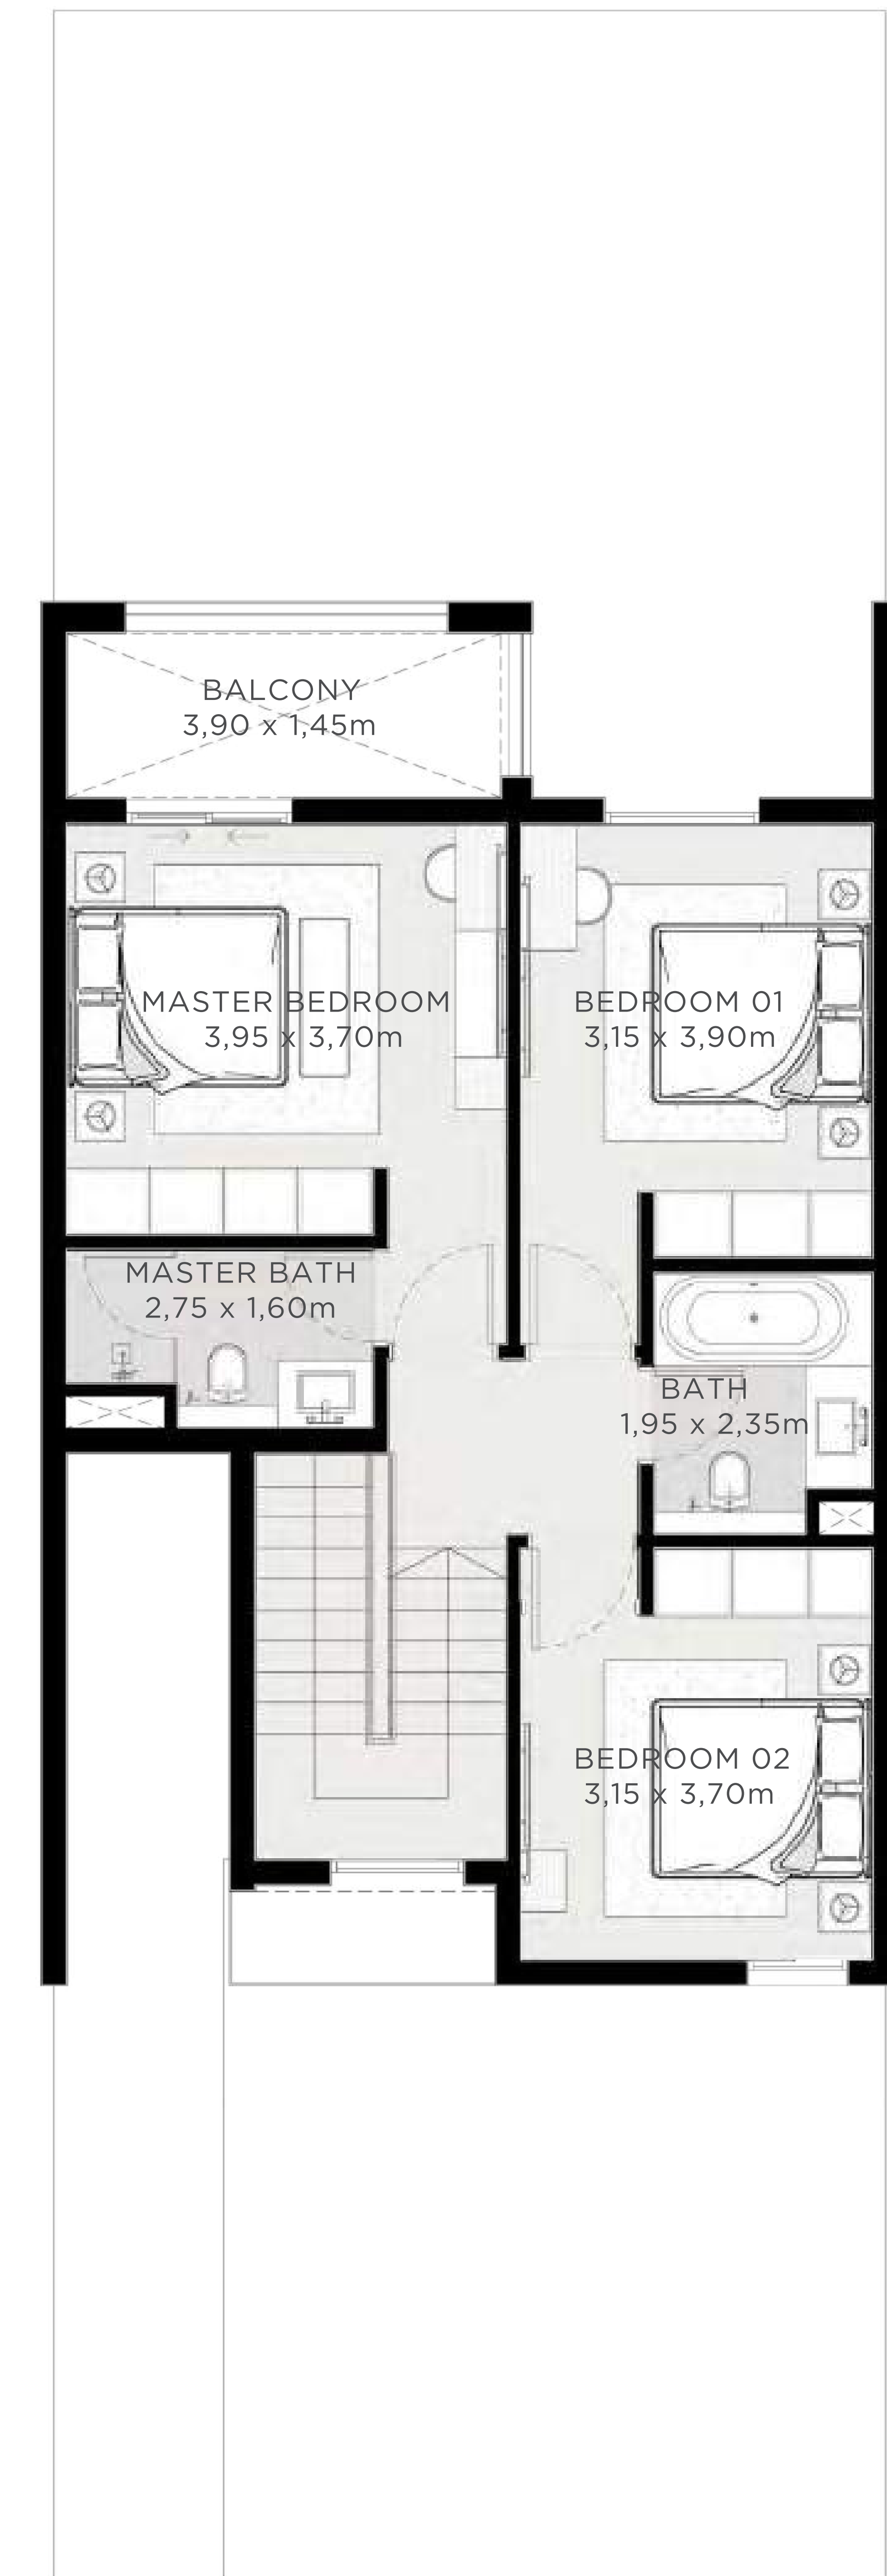 BALCONY
3,90 x 1,45m
MASTER BEDROOM
3,95 x 3,70m
BEDROOM 01
3,15 x 3,90m
MASTER BATH
2,75 x 1,60m
BATH
1,95 x 2,35m
BEDROOM 02
3,15 x 3,70m